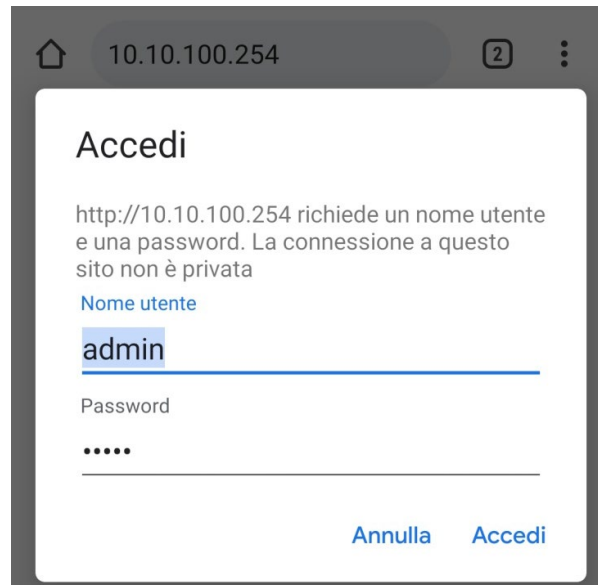 10.10.100.254
2
Accedi
http://10.10.100.254 richiede un nome utente
e una password. La connessione a questo
sito non è privata
Nome utente
admin
Password
•••••
Annulla Accedi